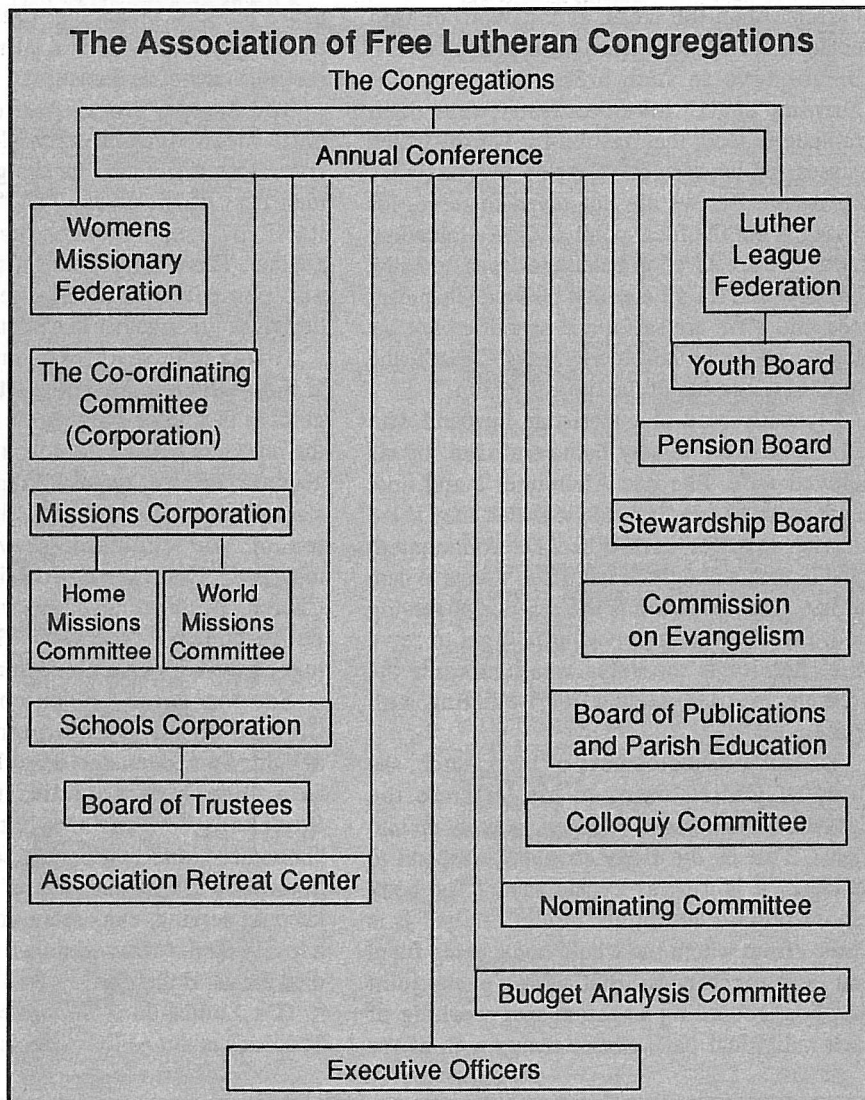 The Association of Free Lutheran Congregations
The Congregations
Annual Conference
Womens
Missionary
Federation
Luther
League
Federation
The Co-ordinating
Committee
(Corporation)
Youth Board
Pension Board
Missions Corporation
Stewardship Board
Home
Missions
Committee
World
Missions
Committee
Commission
on Evangelism
Schools Corporation
Board of Publications
and Parish Education
Board of Trustees
Colloquy Committee
Association Retreat Center
Nominating Committee
Budget Analysis Committee
Executive Officers